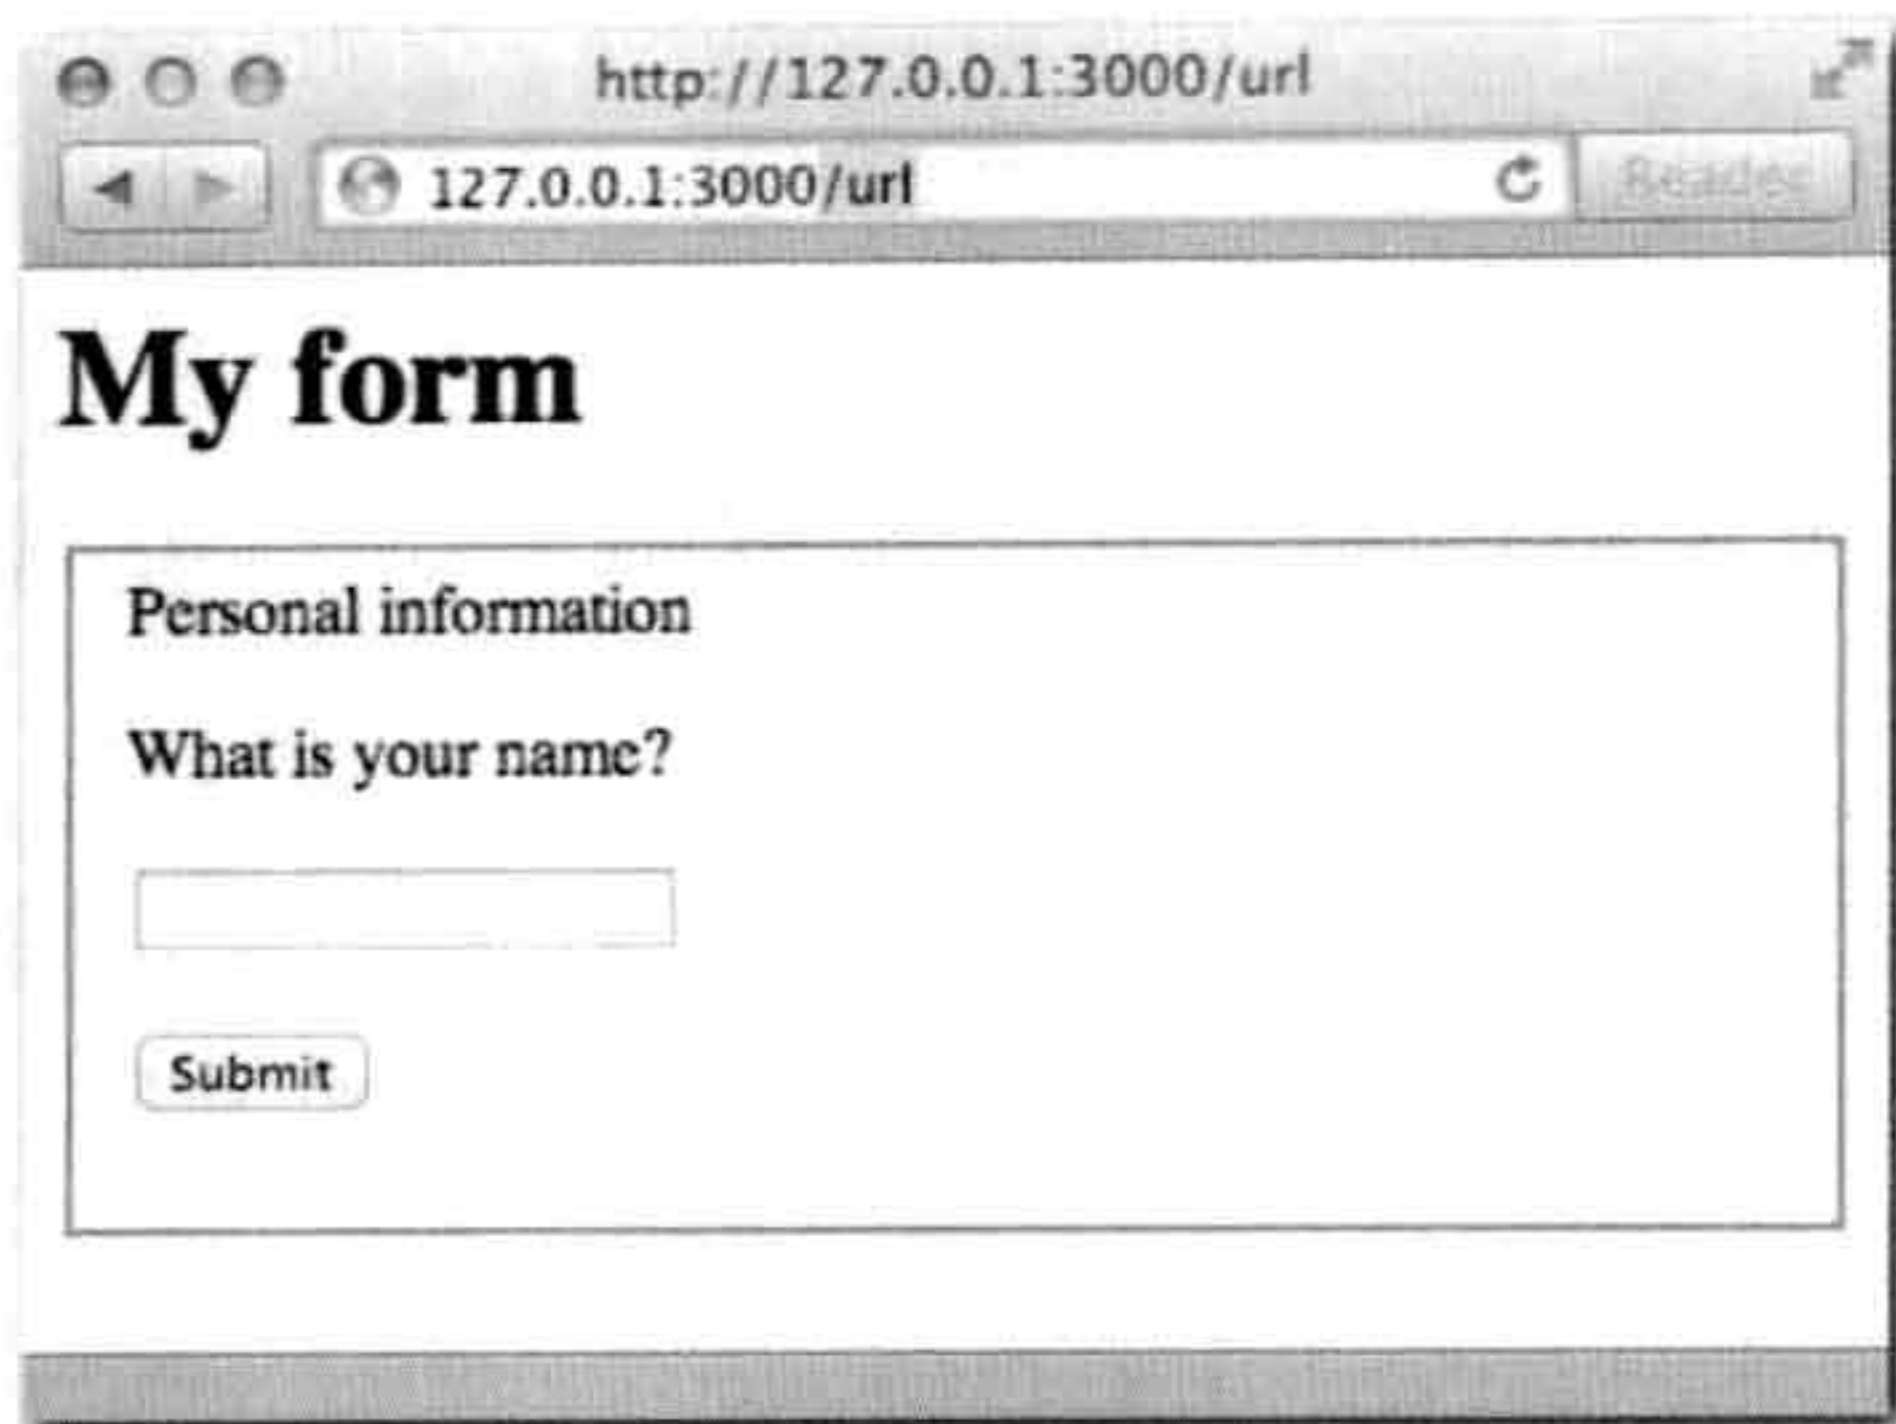 http://127.0.0.1:3000/url
127.0.0.1:3000/url
Reader
My form
Personal information
What is your name?
Submit